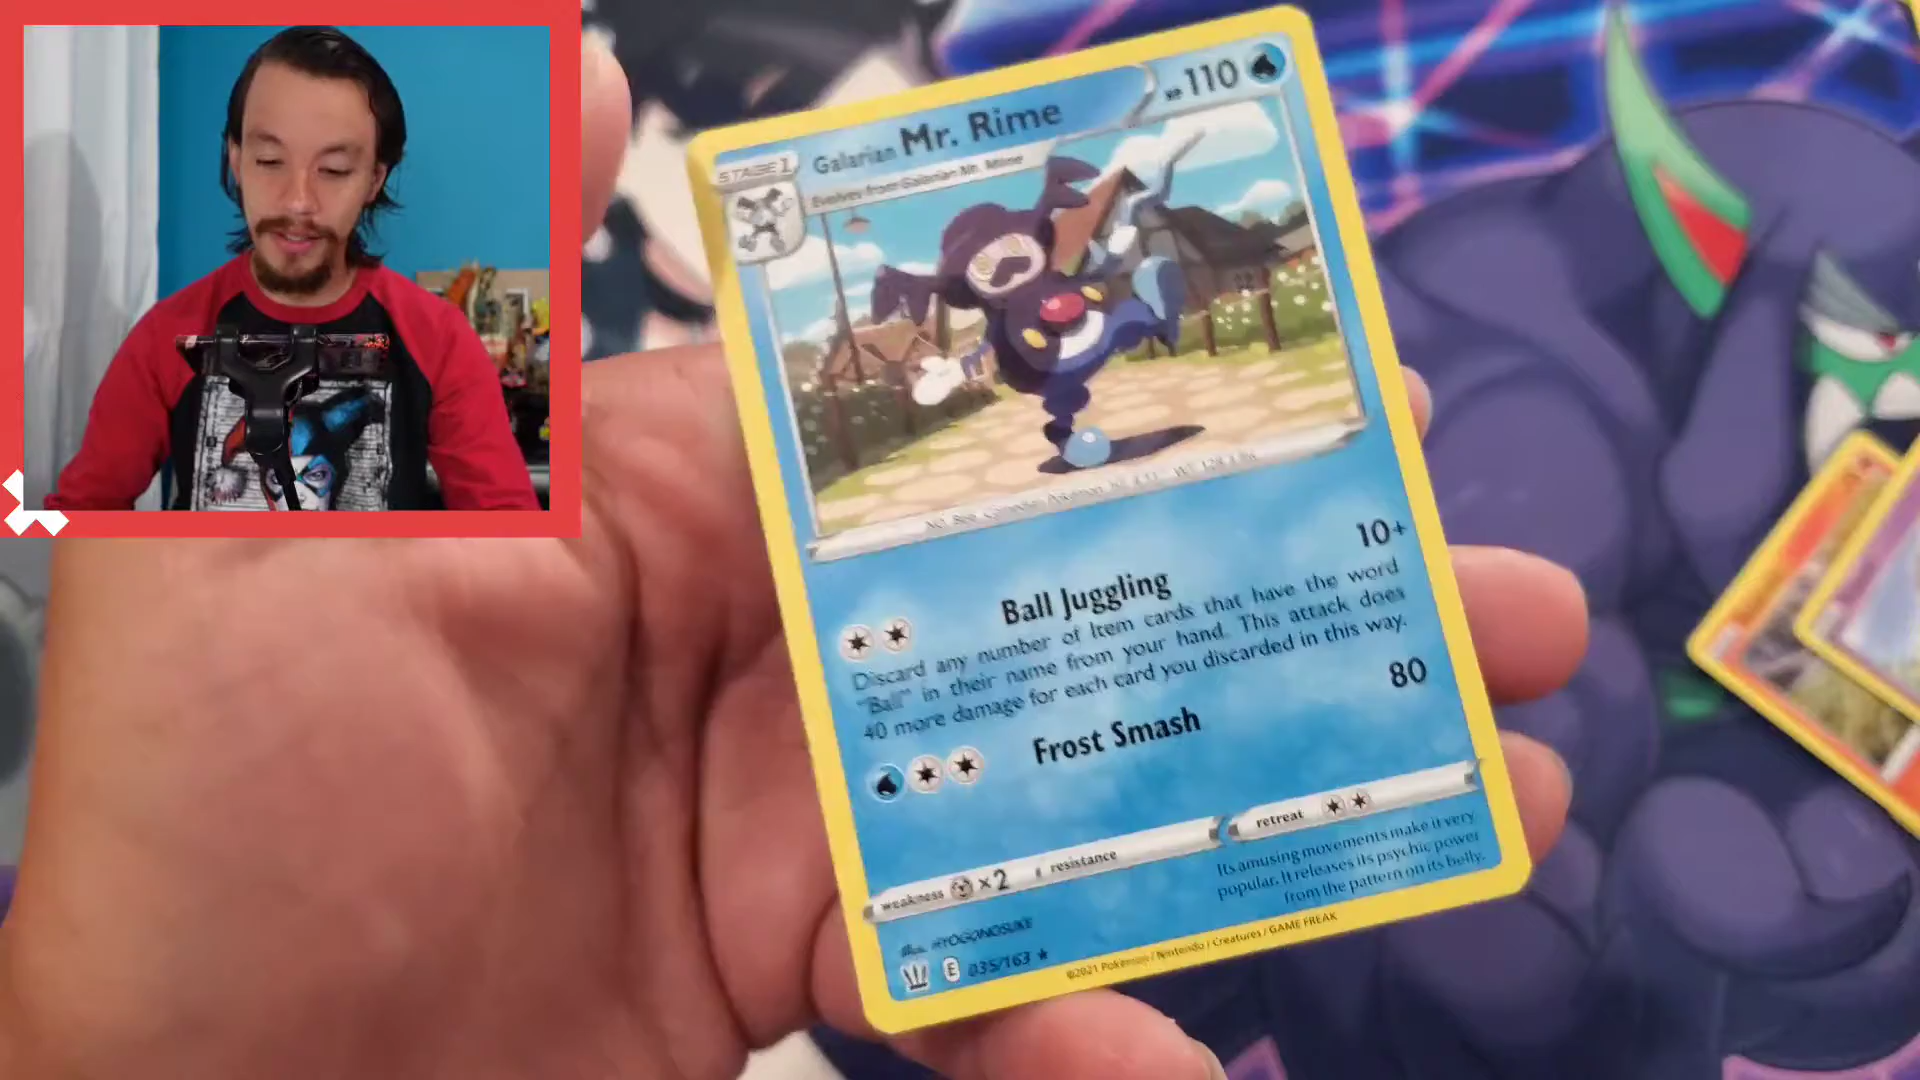 STAGE 1
Galarian Mr. Rime
HP 110
Evolves from Galarian Mr. Mime
10+
Ball Juggling
Discard any number of Item cards that have the word
"Ball" in their name from your hand. This attack does
40 more damage for each card you discarded in this way.
80
Frost Smash
weakness ×2
resistance
retreat
Its amusing movements make it very
popular. It releases its psychic power
from the pattern on its belly.
Illus. HYOGONOSUKE
E 035/163 ★
©2021 Pokémon / Nintendo / Creatures / GAME FREAK